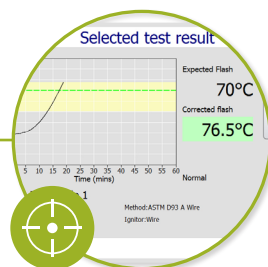 Selected test result
Expected Flash
70°C
Corrected flash
76.5°C
5 10 15 20 25 30 35 40 45 50 55 60
Time (mins)
Normal
1
Method:ASTM D93 A Wire
Ignitor:Wire